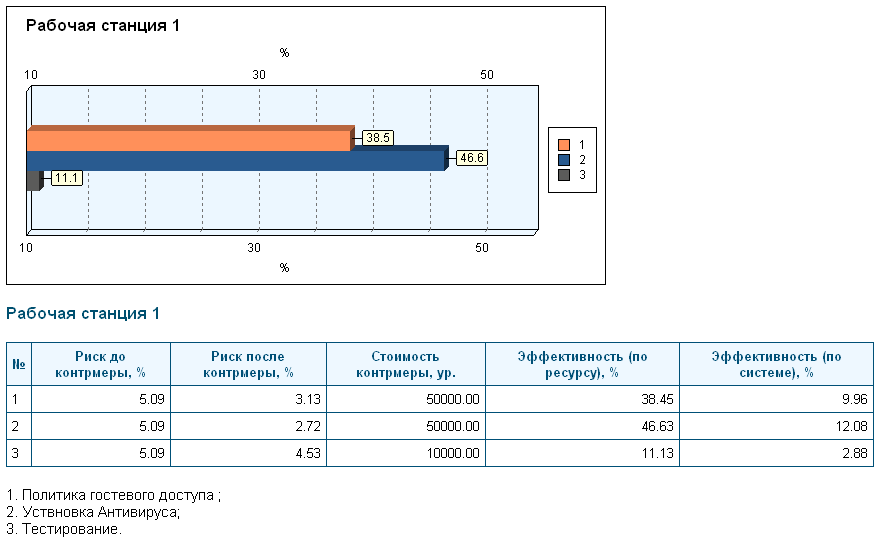 Рабочая станция 1
%
10 30 50
38.5
46.6
11.1
1
2
3
10 30 50
%
Рабочая станция 1
№ Риск до контрмеры, % Риск после контрмеры, % Стоимость контрмеры, ур. Эффективность (по ресурсу), % Эффективность (по системе), %
1 5.09 3.13 50000.00 38.45 9.96
2 5.09 2.72 50000.00 46.63 12.08
3 5.09 4.53 10000.00 11.13 2.88
1. Политика гостевого доступа ;
2. Уствновка Антивируса;
3. Тестирование.